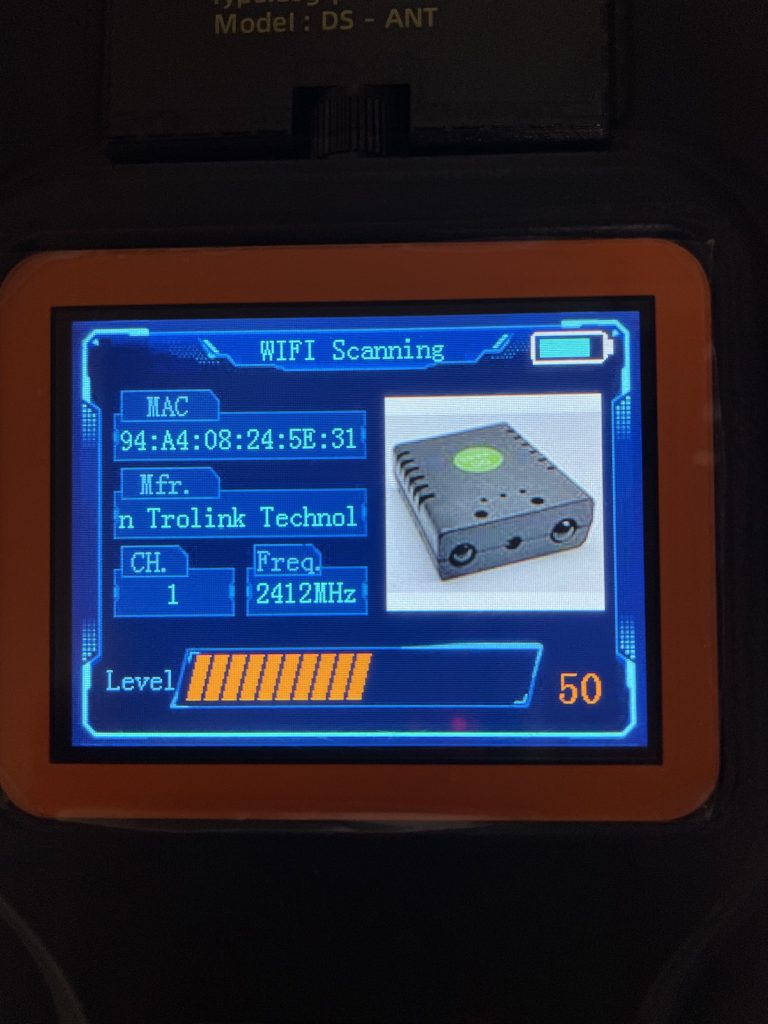 Model : DS - ANT
WIFI Scanning
MAC
94:A4:08:24:5E:31
Mfr.
n Trolink Technol
CH.
Freq.
1
2412MHz
Level
50